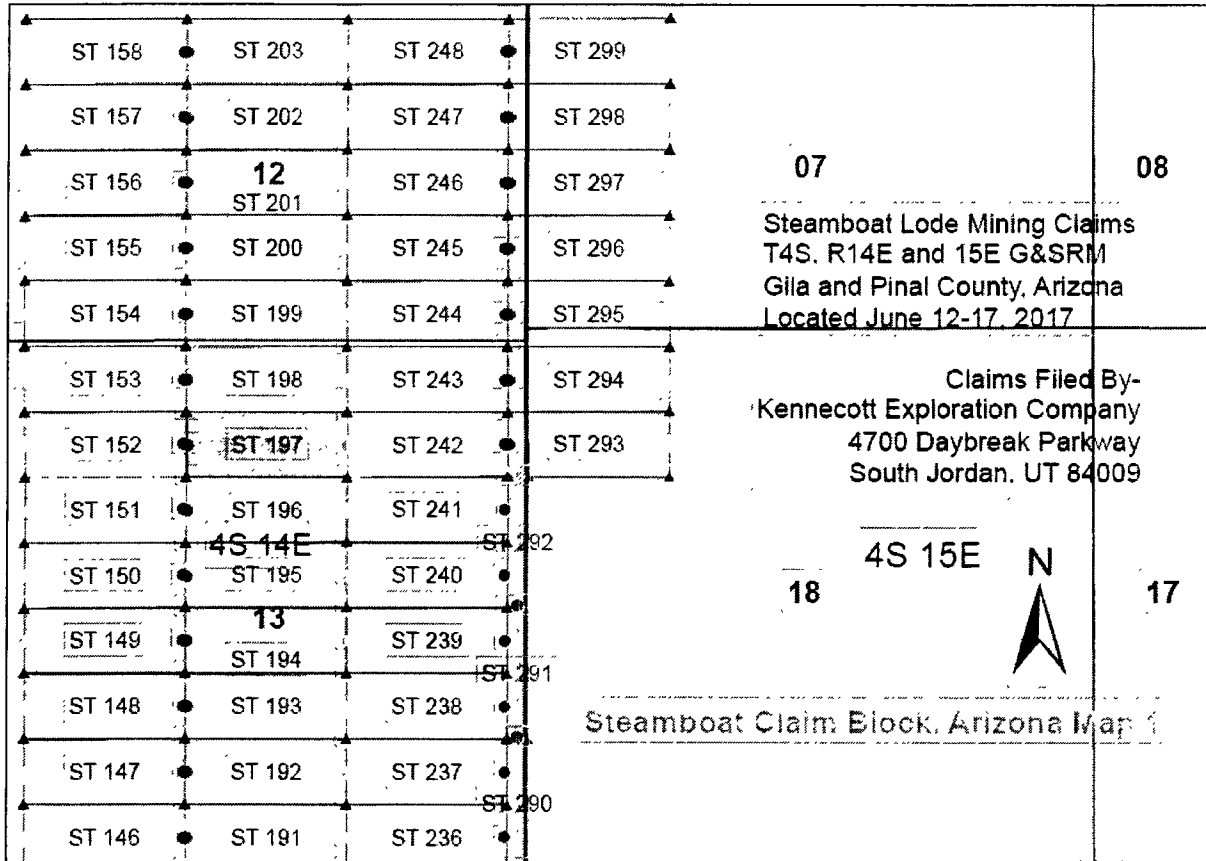 ST 158 ST 203 ST 248 ST 299
ST 157 ST 202 ST 247 ST 298
07 08
ST 156 12 ST 246 ST 297
ST 201
Steamboat Lode Mining Claims
ST 155 ST 200 ST 245 ST 296
T4S. R14E and 15E G&SRM
Gila and Pinal County, Arizona
ST 154 ST 199 ST 244 ST 295
Located June 12-17, 2017
ST 153 ST 198 ST 243 ST 294
Claims Filed By-
Kennecott Exploration Company
ST 152 ST 197 ST 242 ST 293
4700 Daybreak Parkway
South Jordan. UT 84009
ST 151 ST 196 ST 241
4S 14E ST 292
4S 15E N
ST 150 ST 195 ST 240
18 17
13
ST 149 ST 194 ST 239
ST 291
ST 148 ST 193 ST 238
Steamboat Claim Block, Arizona Map 1
ST 147 ST 192 ST 237
ST 290
ST 146 ST 191 ST 236